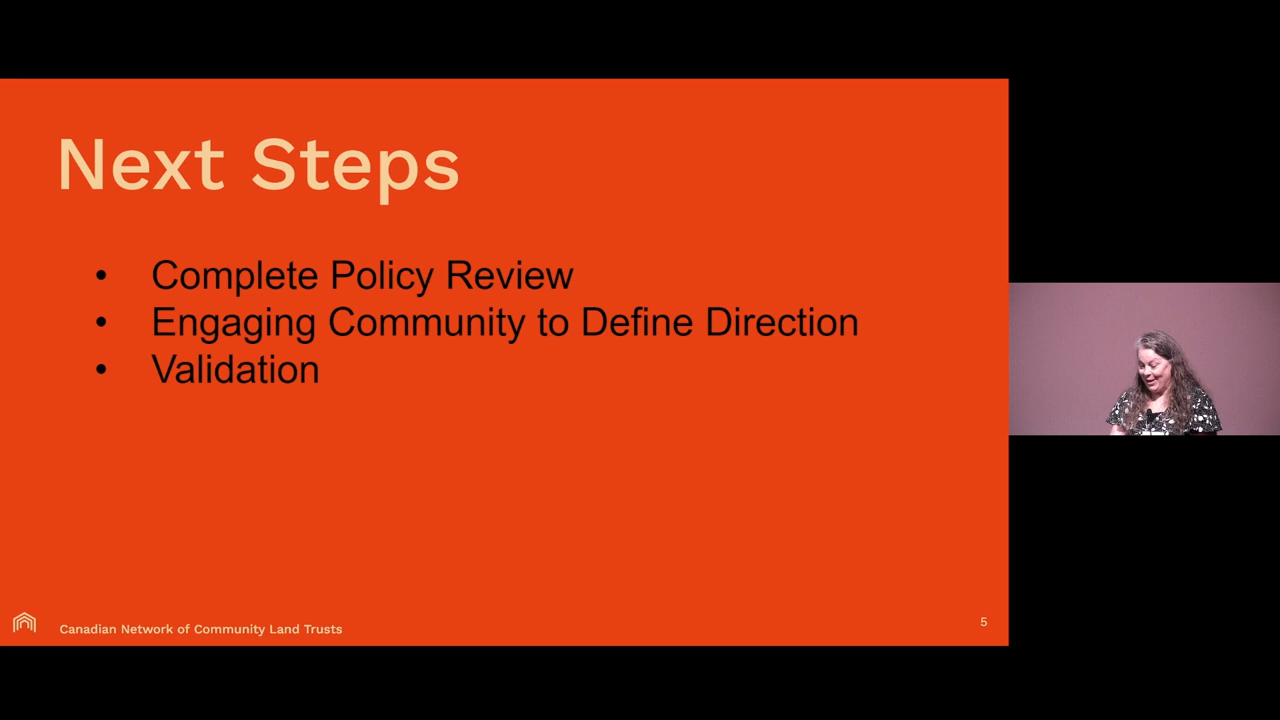 Next Steps
• Complete Policy Review
• Engaging Community to Define Direction
• Validation
Canadian Network of Community Land Trusts
5